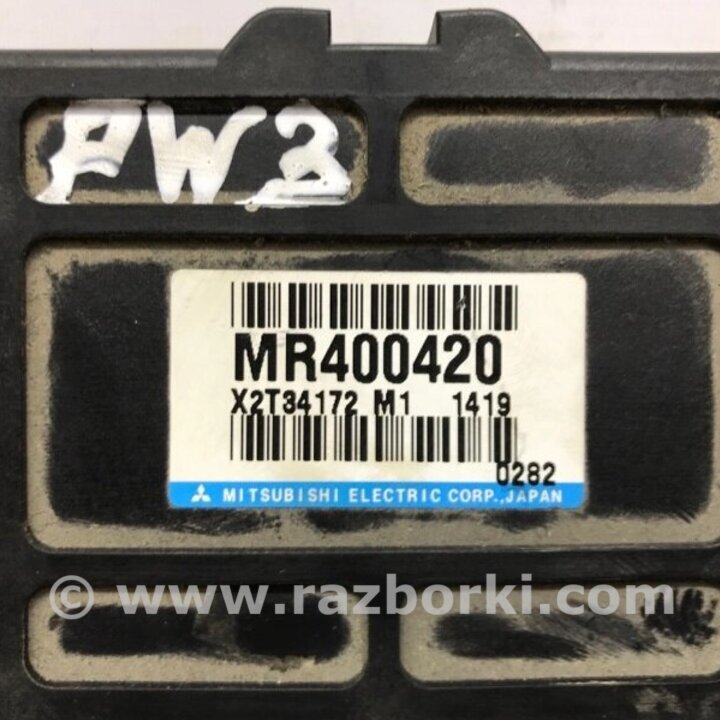 PW3
MR400420
X2T34172 M1 1419
0282
MITSUBISHI ELECTRIC CORP.,JAPAN
© www.razborki.com